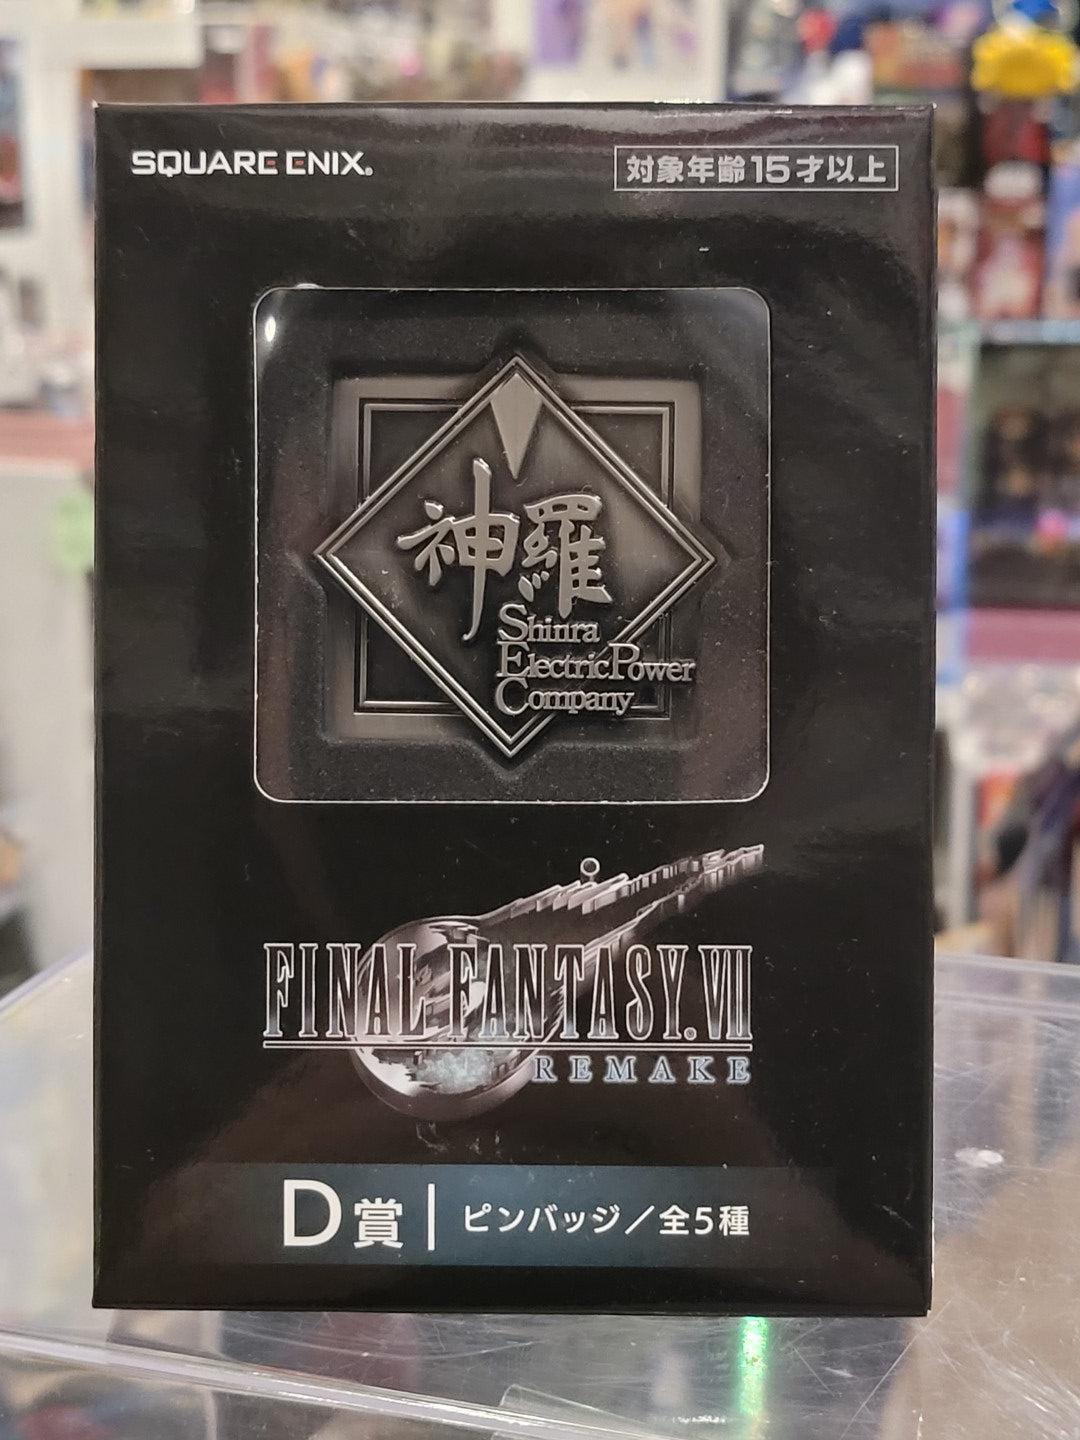 SQUARE ENIX.
対象年齢15才以上
神羅
Shinra
Electric Power
Company
FINAL FANTASY. VII
REMAKE
D賞 | ピンバッジ／全5種